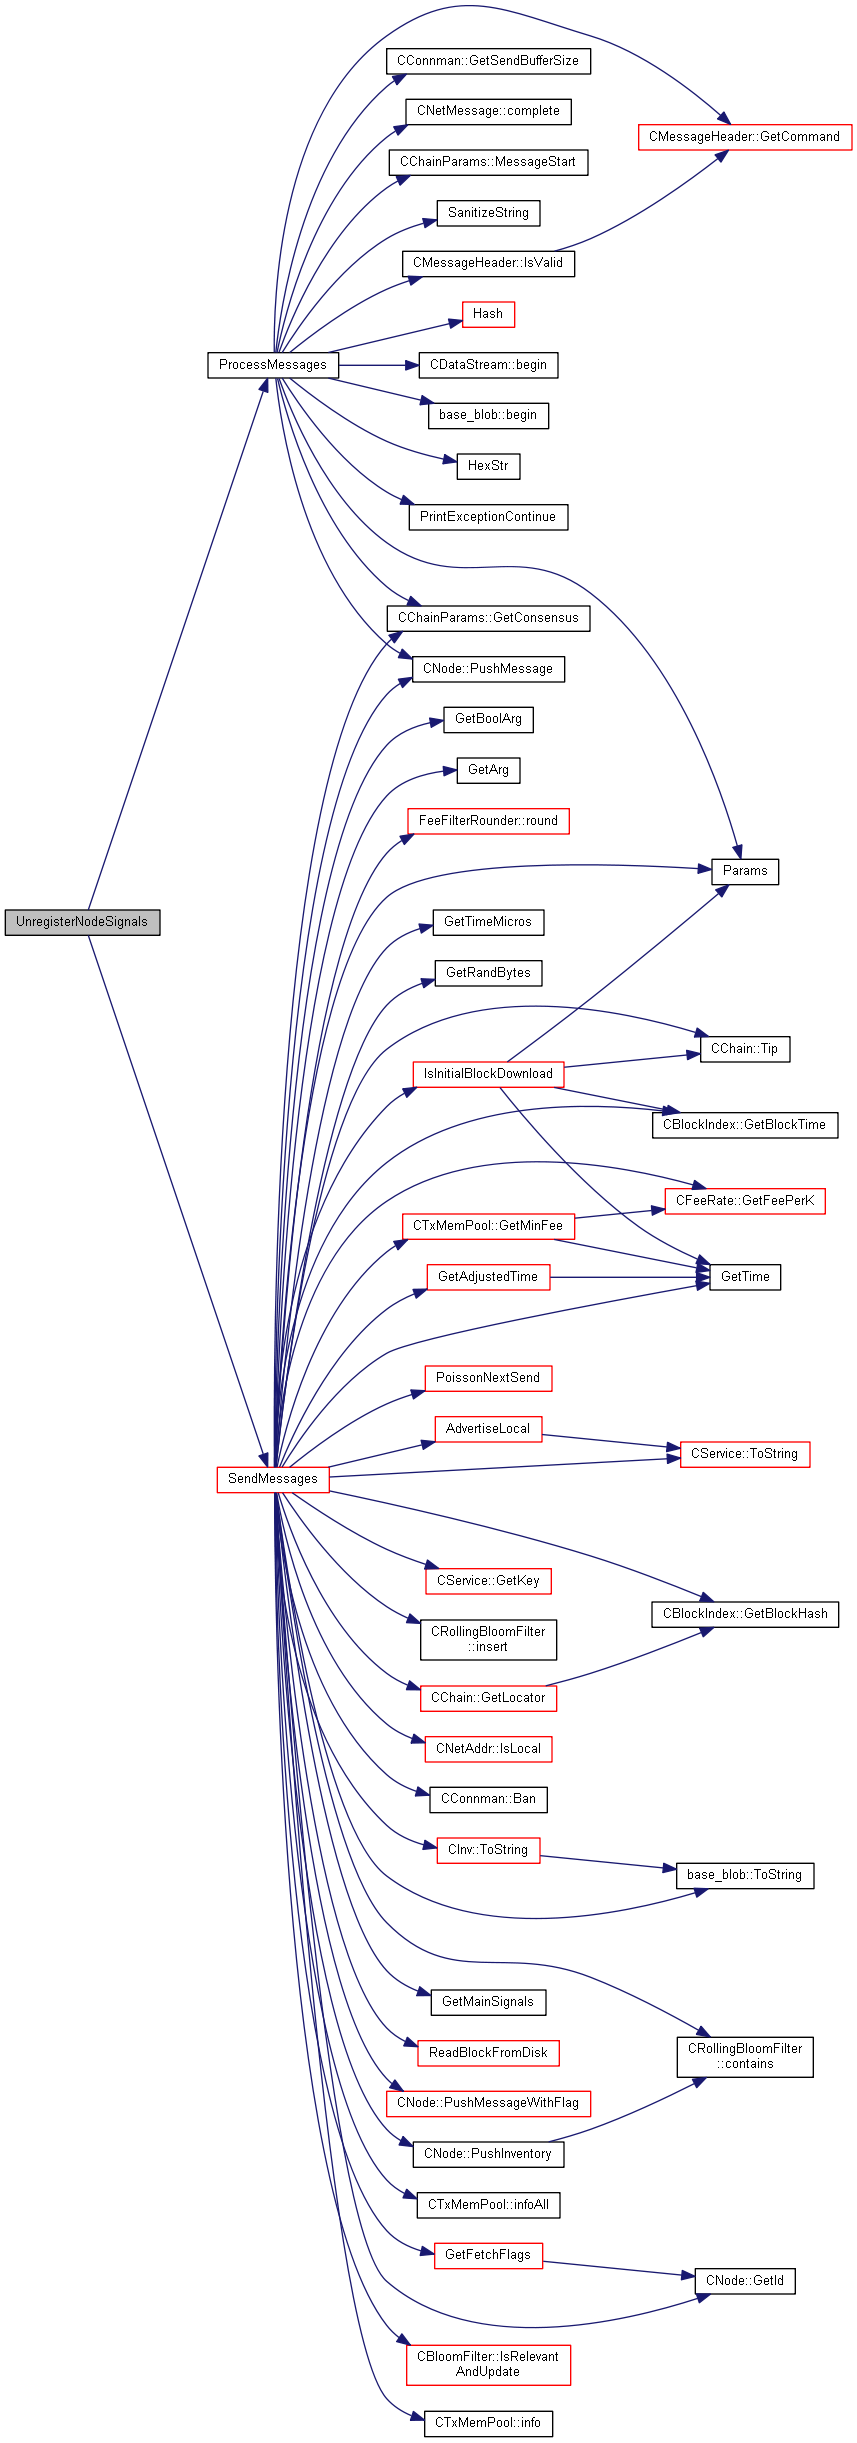 CConnman::GetSendBufferSize
CNetMessage::complete
CMessageHeader::GetCommand
CChainParams::MessageStart
SanitizeString
CMessageHeader::IsValid
Hash
ProcessMessages
CDataStream::begin
base_blob::begin
HexStr
PrintExceptionContinue
CChainParams::GetConsensus
CNode::PushMessage
GetBoolArg
GetArg
FeeFilterRounder::round
Params
UnregisterNodeSignals
GetTimeMicros
GetRandBytes
CChain::Tip
IsInitialBlockDownload
CBlockIndex::GetBlockTime
CFeeRate::GetFeePerK
CTxMemPool::GetMinFee
GetAdjustedTime
GetTime
PoissonNextSend
AdvertiseLocal
CService::ToString
SendMessages
CService::GetKey
CBlockIndex::GetBlockHash
CRollingBloomFilter
::insert
CChain::GetLocator
CNetAddr::IsLocal
CConnman::Ban
CInv::ToString
base_blob::ToString
GetMainSignals
ReadBlockFromDisk
CRollingBloomFilter
::contains
CNode::PushMessageWithFlag
CNode::PushInventory
CTxMemPool::infoAll
GetFetchFlags
CNode::GetId
CBloomFilter::IsRelevant
AndUpdate
CTxMemPool::info